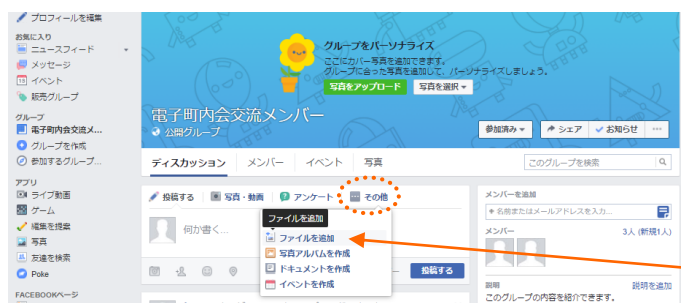 プロフィールを編集
お気に入り
ニュースフィード
メッセージ
イベント
販売グループ
グループ
電子町内会交流メ...
グループを作成
参加するグループ...
アプリ
ライブ動画
ゲーム
編集を提案
写真
友達を検索
Poke
FACEBOOKページ
グループをパーソナライズ
ここにカバー写真を追加できます。
グループに合った写真を追加して、パーソナライズしましょう。
写真をアップロード 写真を選択
電子町内会交流メンバー
公開グループ
参加済み シェア お知らせ
ディスカッション メンバー イベント 写真
このグループを検索
投稿する 写真・動画 アンケート その他
何か書く...
ファイルを追加
ファイルを追加
写真アルバムを作成
ドキュメントを作成
イベントを作成
投稿する
メンバーを追加
+ 名前またはメールアドレスを入力...
メンバー 3人 (新規1人)
説明 説明を追加
このグループの内容を紹介できます。